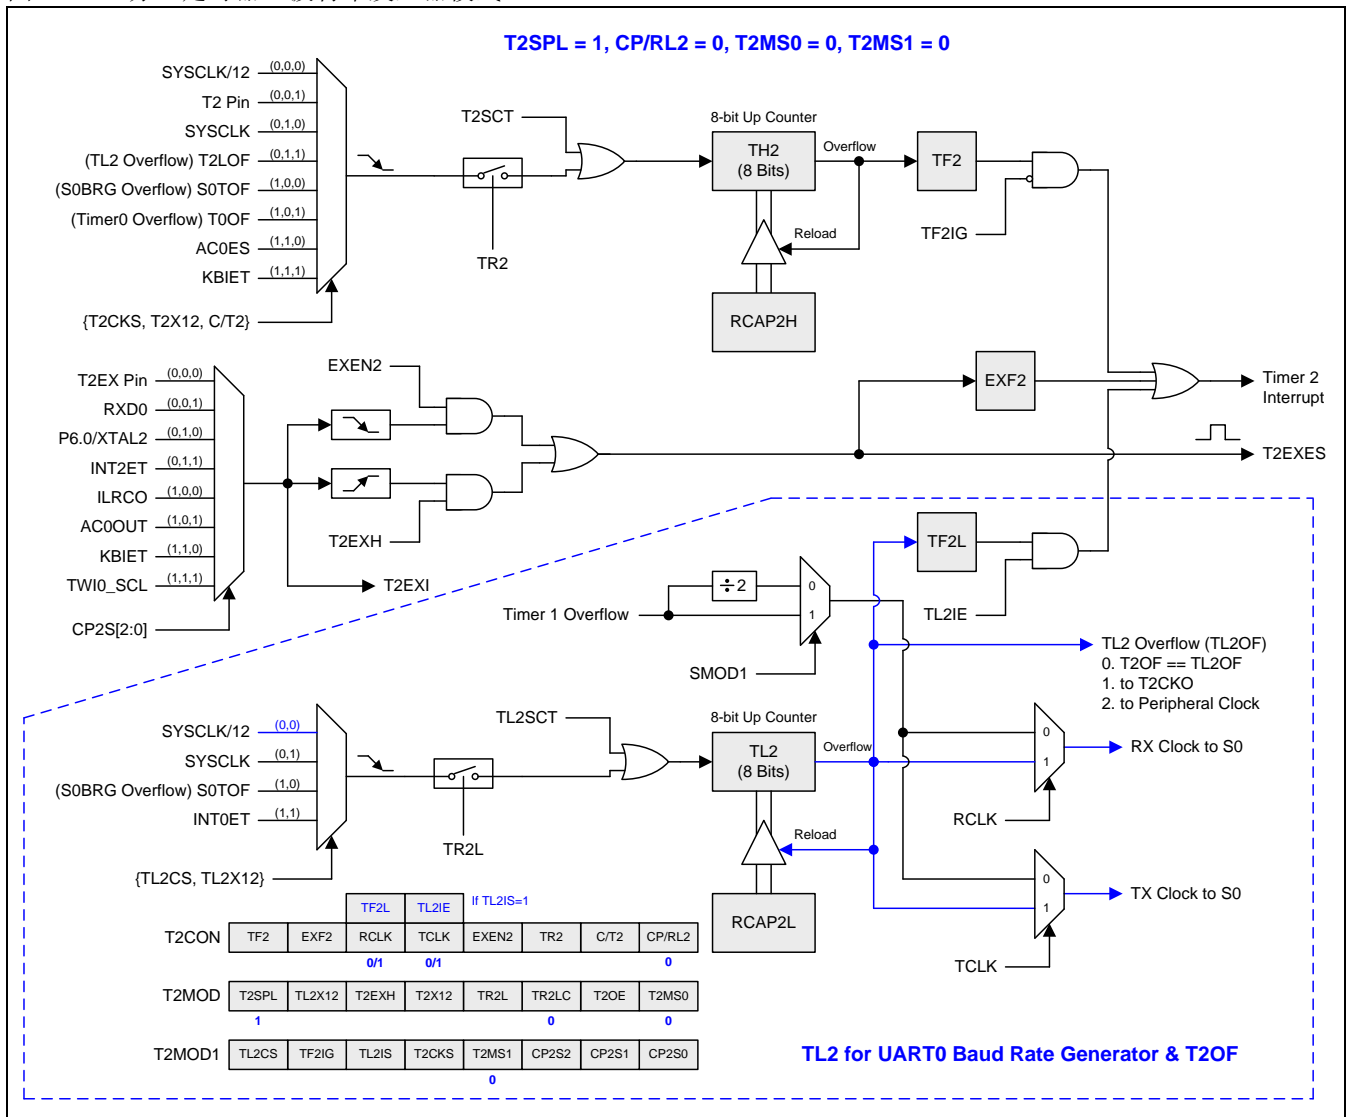 T2SPL = 1, CP/RL2 = 0, T2MS0 = 0, T2MS1 = 0
SYSCLK/12 (0,0,0)
T2 Pin (0,0,1)
SYSCLK (0,1,0)
(TL2 Overflow) T2LOF (0,1,1)
(S0BRG Overflow) S0TOF (1,0,0)
(Timer0 Overflow) T0OF (1,0,1)
AC0ES (1,1,0)
KBIET (1,1,1)
{T2CKS, T2X12, C/T2}
TR2
T2SCT
8-bit Up Counter
TH2
(8 Bits)
Overflow
Reload
RCAP2H
TF2
TF2IG
T2EX Pin (0,0,0)
RXD0 (0,0,1)
P6.0/XTAL2 (0,1,0)
INT2ET (0,1,1)
ILRCO (1,0,0)
AC0OUT (1,0,1)
KBIET (1,1,0)
TWI0_SCL (1,1,1)
CP2S[2:0]
EXEN2
T2EXH
T2EXI
EXF2
Timer 2
Interrupt
T2EXES
TF2L
TL2IE
Timer 1 Overflow
÷ 2
0
1
SMOD1
TL2 Overflow (TL2OF)
0. T2OF == TL2OF
1. to T2CKO
2. to Peripheral Clock
SYSCLK/12 (0,0)
SYSCLK (0,1)
(S0BRG Overflow) S0TOF (1,0)
INT0ET (1,1)
{TL2CS, TL2X12}
TR2L
TL2SCT
8-bit Up Counter
TL2
(8 Bits)
Overflow
Reload
RCAP2L
0
1
RX Clock to S0
RCLK
0
1
TX Clock to S0
TCLK
TF2L TL2IE If TL2IS=1
T2CON TF2 EXF2 RCLK TCLK EXEN2 TR2 C/T2 CP/RL2
0/1 0/1 0
T2MOD T2SPL TL2X12 T2EXH T2X12 TR2L TR2LC T2OE T2MS0
1 0 0
T2MOD1 TL2CS TF2IG TL2IS T2CKS T2MS1 CP2S2 CP2S1 CP2S0
0
TL2 for UART0 Baud Rate Generator & T2OF